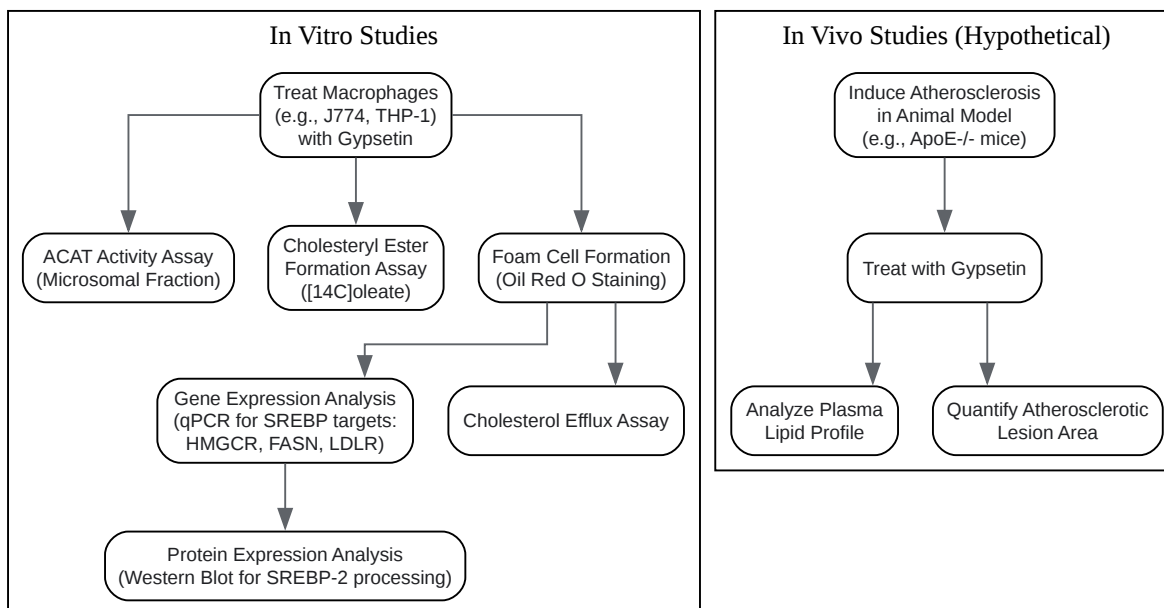 In Vitro Studies
Treat Macrophages
(e.g., J774, THP-1)
with Gypsetin
ACAT Activity Assay
(Microsomal Fraction)
Cholesteryl Ester
Formation Assay
([14C]oleate)
Foam Cell Formation
(Oil Red O Staining)
Gene Expression Analysis
(qPCR for SREBP targets:
HMGCR, FASN, LDLR)
Cholesterol Efflux Assay
Protein Expression Analysis
(Western Blot for SREBP-2 processing)
In Vivo Studies (Hypothetical)
Induce Atherosclerosis
in Animal Model
(e.g., ApoE-/- mice)
Treat with Gypsetin
Analyze Plasma
Lipid Profile
Quantify Atherosclerotic
Lesion Area